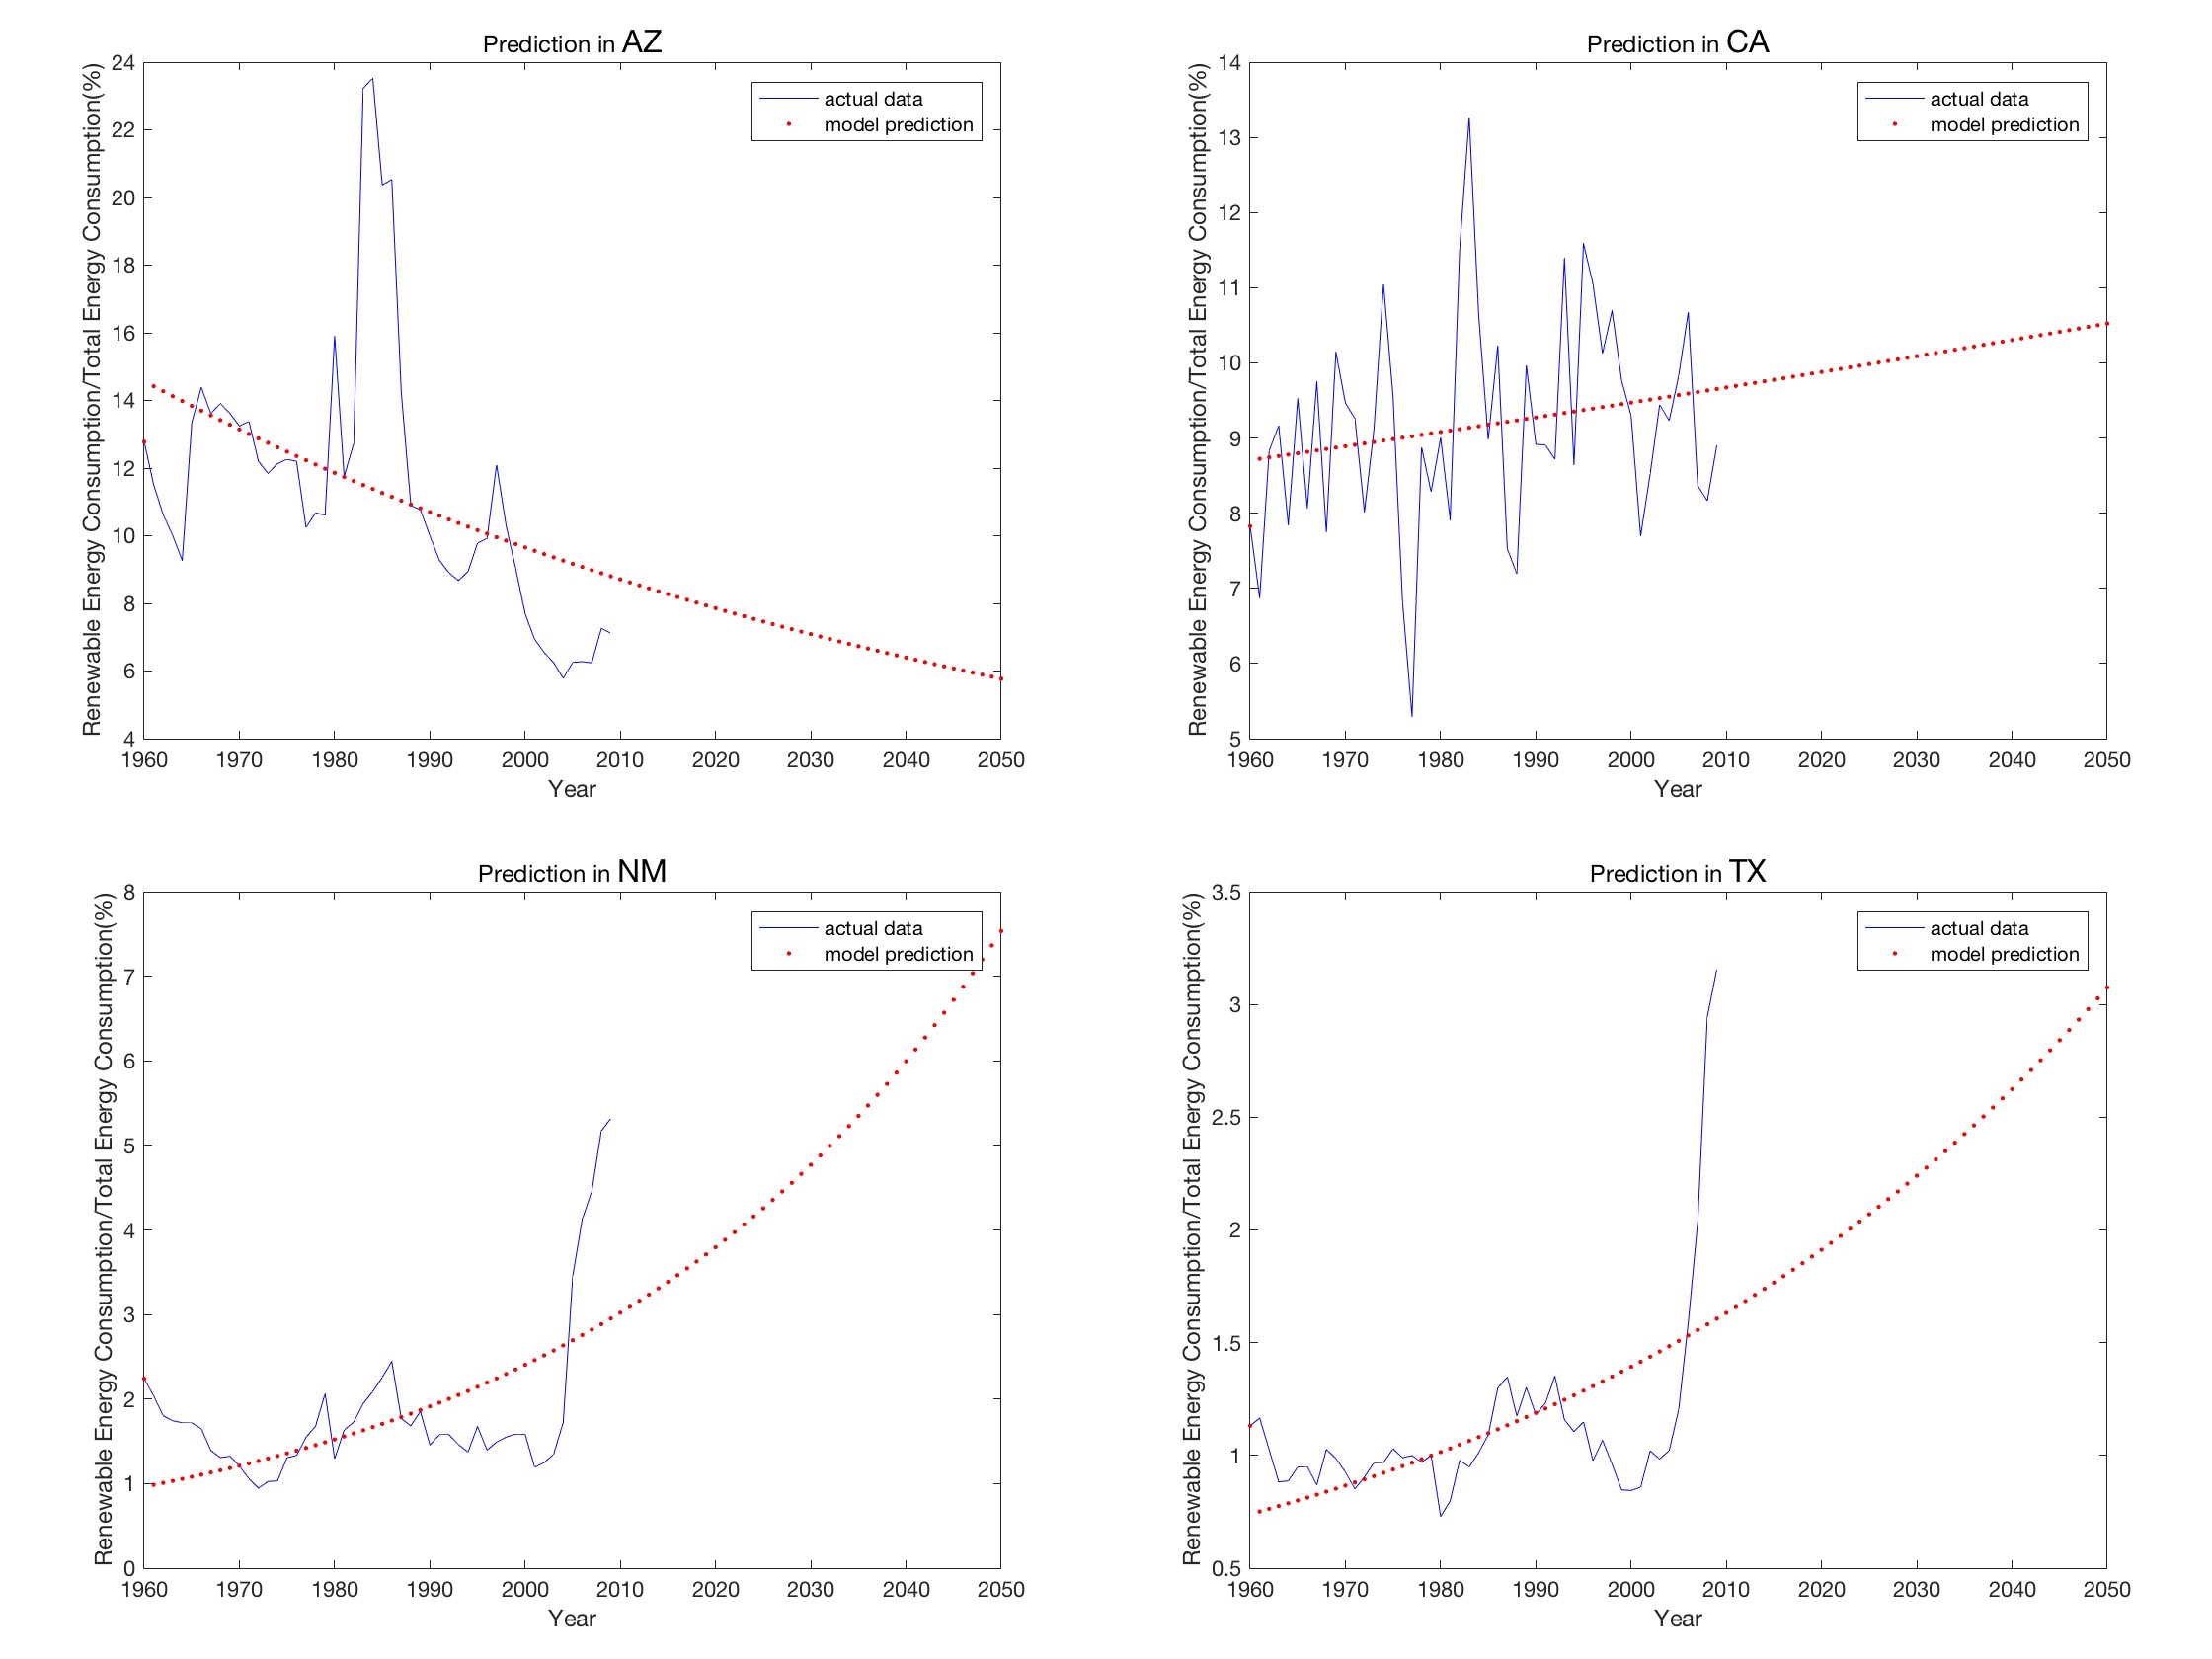 Prediction in AZ
Renewable Energy Consumption/Total Energy Consumption(%)
24
22
20
18
16
14
12
10
8
6
4
actual data
model prediction
1960 1970 1980 1990 2000 2010 2020 2030 2040 2050
Year
Prediction in CA
Renewable Energy Consumption/Total Energy Consumption(%)
14
13
12
11
10
9
8
7
6
5
actual data
model prediction
1960 1970 1980 1990 2000 2010 2020 2030 2040 2050
Year
Prediction in NM
Renewable Energy Consumption/Total Energy Consumption(%)
8
7
6
5
4
3
2
1
0
actual data
model prediction
1960 1970 1980 1990 2000 2010 2020 2030 2040 2050
Year
Prediction in TX
Renewable Energy Consumption/Total Energy Consumption(%)
3.5
3
2.5
2
1.5
1
0.5
actual data
model prediction
1960 1970 1980 1990 2000 2010 2020 2030 2040 2050
Year